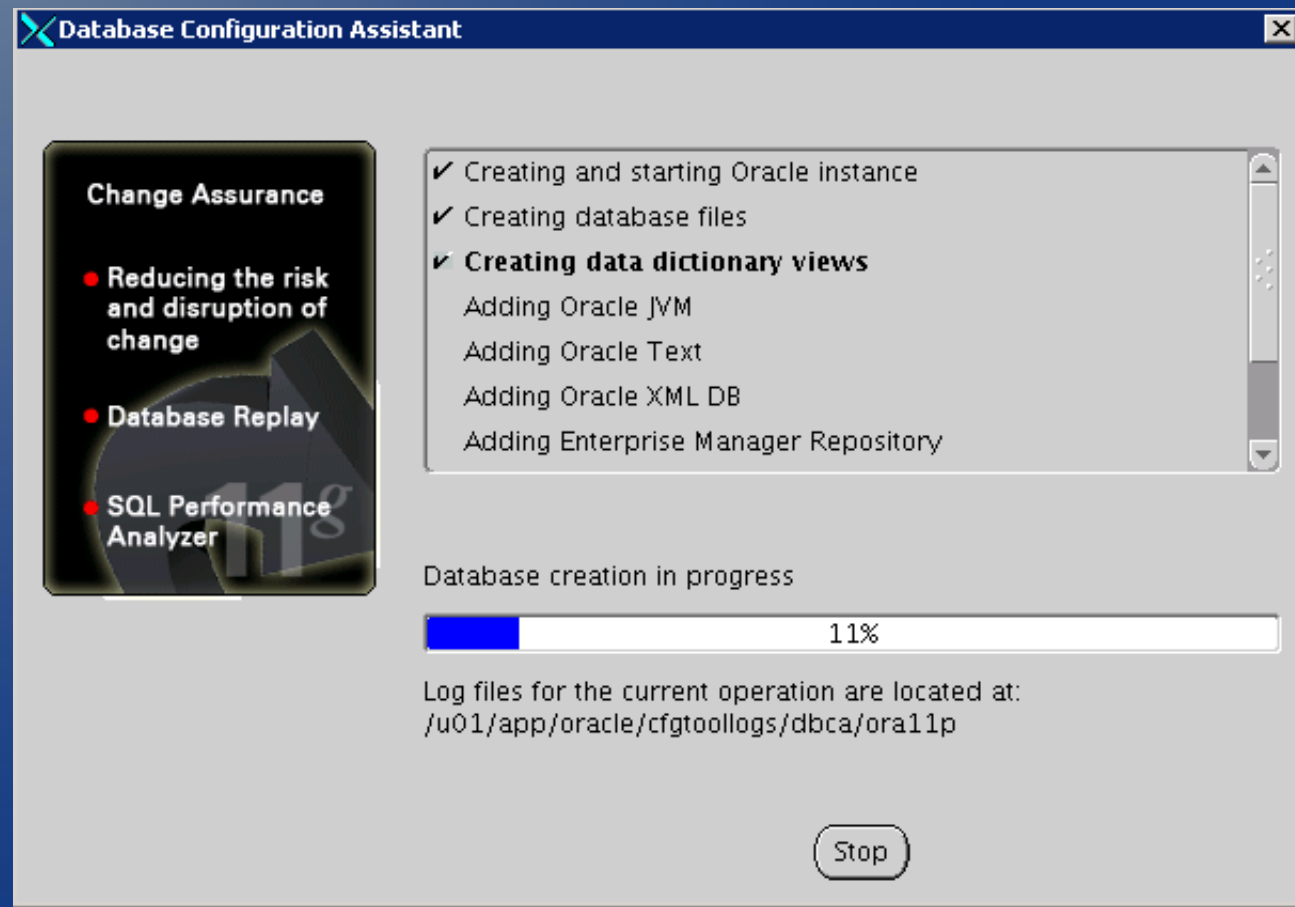 Database Configuration Assistant
Change Assurance
Reducing the risk
and disruption of
change
Database Replay
SQL Performance
Analyzer
11g
Creating and starting Oracle instance
Creating database files
Creating data dictionary views
Adding Oracle JVM
Adding Oracle Text
Adding Oracle XML DB
Adding Enterprise Manager Repository
Database creation in progress
11%
Log files for the current operation are located at:
/u01/app/oracle/cfgtoollogs/dbca/ora11p
Stop